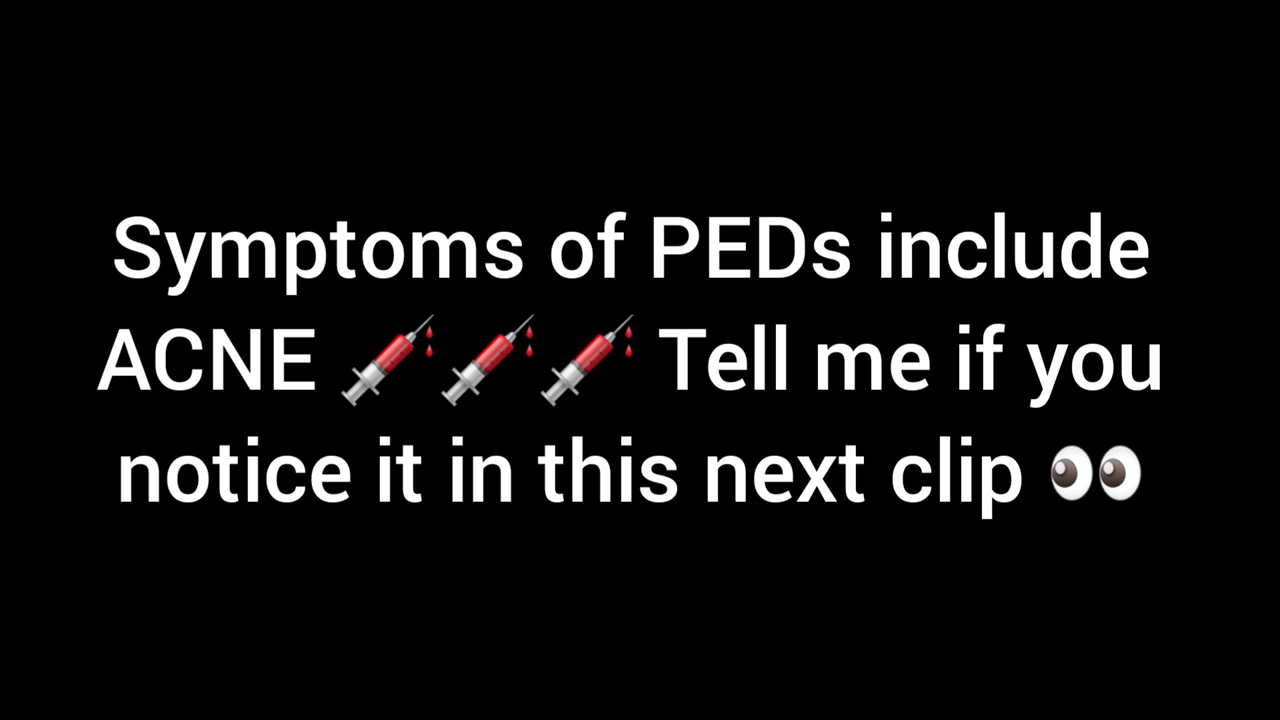 Symptoms of PEDs include
ACNE 💉💉💉 Tell me if you
notice it in this next clip 👀